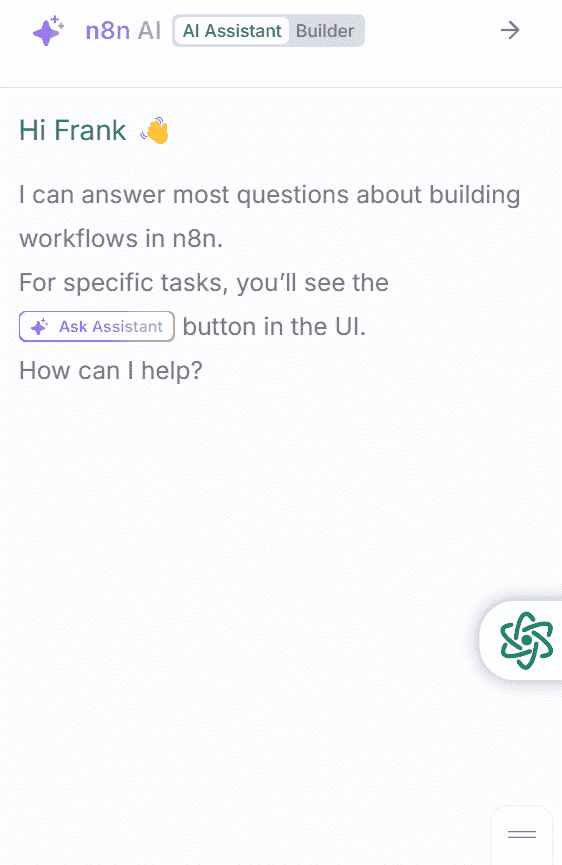 n8n AI AI Assistant Builder
Hi Frank 👋
I can answer most questions about building
workflows in n8n.
For specific tasks, you’ll see the
Ask Assistant button in the UI.
How can I help?